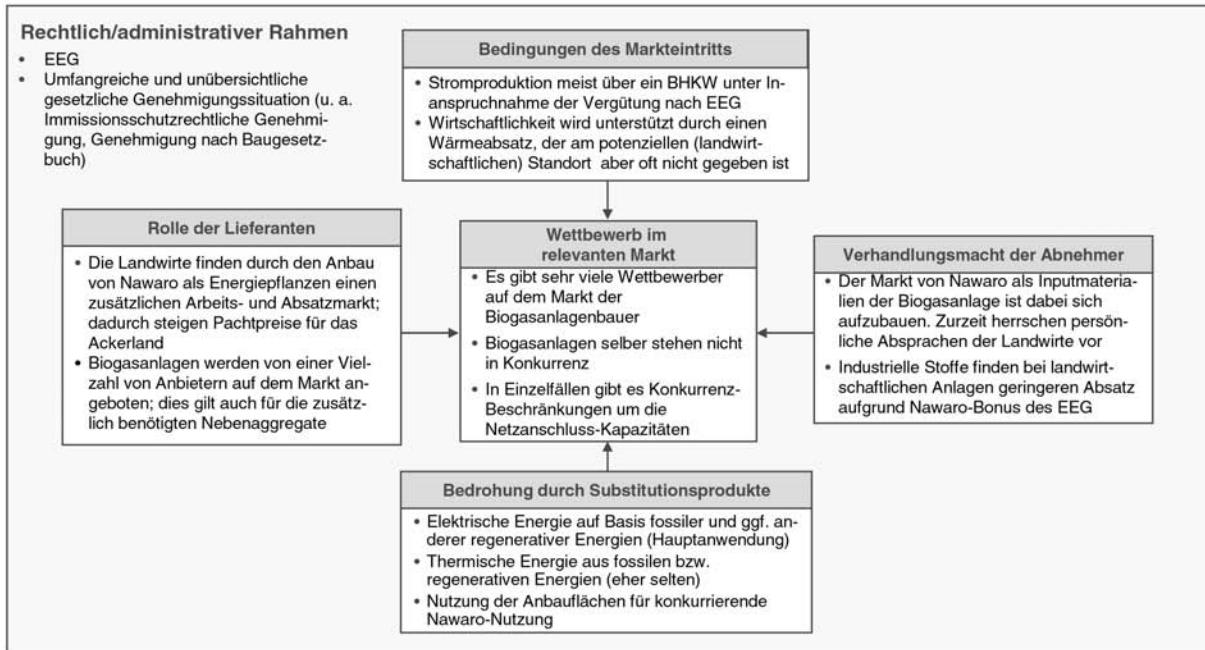 Rechtlich/administrativer Rahmen
• EEG
• Umfangreiche und unübersichtliche
gesetzliche Genehmigungssituation (u. a.
Immissionsschutzrechtliche Genehmi-
gung, Genehmigung nach Baugesetz-
buch)
Bedingungen des Markteintritts
• Stromproduktion meist über ein BHKW unter In-
anspruchnahme der Vergütung nach EEG
• Wirtschaftlichkeit wird unterstützt durch einen
Wärmeabsatz, der am potenziellen (landwirt-
schaftlichen) Standort aber oft nicht gegeben ist
Rolle der Lieferanten
• Die Landwirte finden durch den Anbau
von Nawaro als Energiepflanzen einen
zusätzlichen Arbeits- und Absatzmarkt;
dadurch steigen Pachtpreise für das
Ackerland
• Biogasanlagen werden von einer Viel-
zahl von Anbietern auf dem Markt an-
geboten; dies gilt auch für die zusätz-
lich benötigten Nebenaggregate
Wettbewerb im
relevanten Markt
• Es gibt sehr viele Wettbewerber
auf dem Markt der
Biogasanlagenbauer
• Biogasanlagen selber stehen nicht
in Konkurrenz
• In Einzelfällen gibt es Konkurrenz-
Beschränkungen um die
Netzanschluss-Kapazitäten
Verhandlungsmacht der Abnehmer
• Der Markt von Nawaro als Inputmateria-
lien der Biogasanlage ist dabei sich
aufzubauen. Zurzeit herrschen persön-
liche Absprachen der Landwirte vor
• Industrielle Stoffe finden bei landwirt-
schaftlichen Anlagen geringeren Absatz
aufgrund Nawaro-Bonus des EEG
Bedrohung durch Substitutionsprodukte
• Elektrische Energie auf Basis fossiler und ggf. an-
derer regenerativer Energien (Hauptanwendung)
• Thermische Energie aus fossilen bzw.
regenerativen Energien (eher selten)
• Nutzung der Anbauflächen für konkurrierende
Nawaro-Nutzung